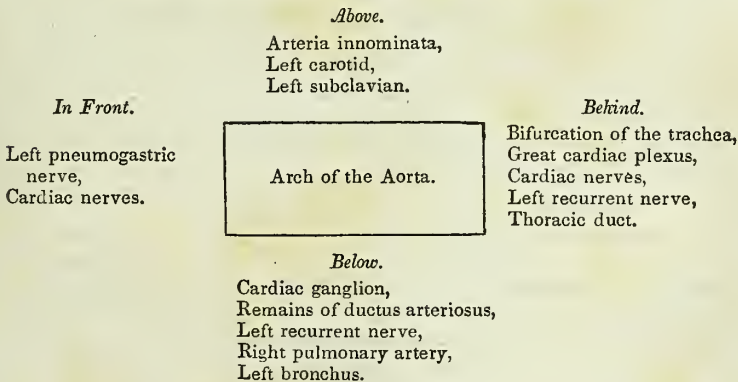 Above.
Arteria innominata,
Left carotid,
Left subclavian.
In Front.
Left pneumogastric
nerve,
Cardiac nerves.
Arch of the Aorta.
Behind.
Bifurcation of the trachea,
Great cardiac plexus,
Cardiac nerves,
Left recurrent nerve,
Thoracic duct.
Below.
Cardiac ganglion,
Remains of ductus arteriosus,
Left recurrent nerve,
Right pulmonary artery,
Left bronchus.